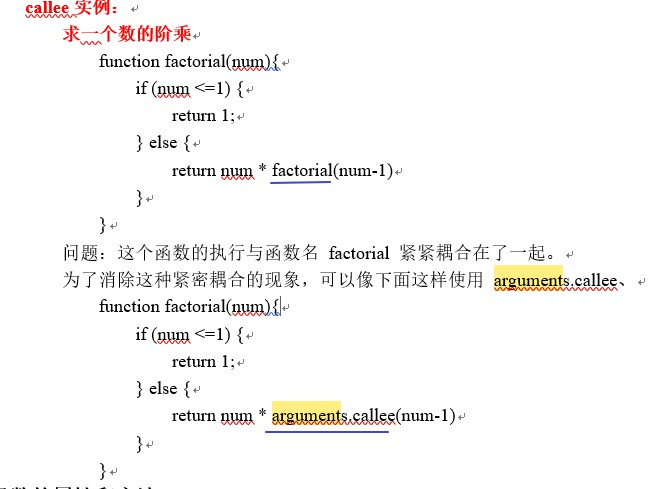 callee 实例：
求一个数的阶乘
function factorial(num){
if (num <=1) {
return 1;
} else {
return num * factorial(num-1)
}
}
问题：这个函数的执行与函数名 factorial 紧紧耦合在了一起。
为了消除这种紧密耦合的现象，可以像下面这样使用 arguments.callee、
function factorial(num){
if (num <=1) {
return 1;
} else {
return num * arguments.callee(num-1)
}
}